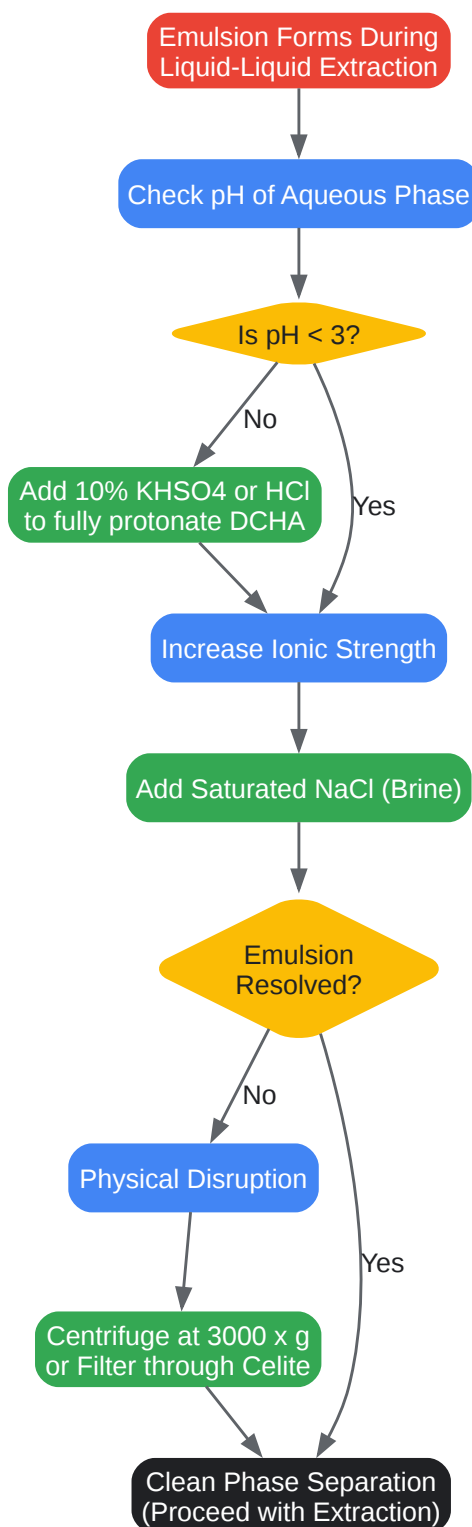 Emulsion Forms During
Liquid-Liquid Extraction
Check pH of Aqueous Phase
Is pH < 3?
No
Add 10% KHSO4 or HCl
to fully protonate DCHA
Yes
Increase Ionic Strength
Add Saturated NaCl (Brine)
Emulsion
Resolved?
No
Physical Disruption
Yes
Centrifuge at 3000 x g
or Filter through Celite
Clean Phase Separation
(Proceed with Extraction)